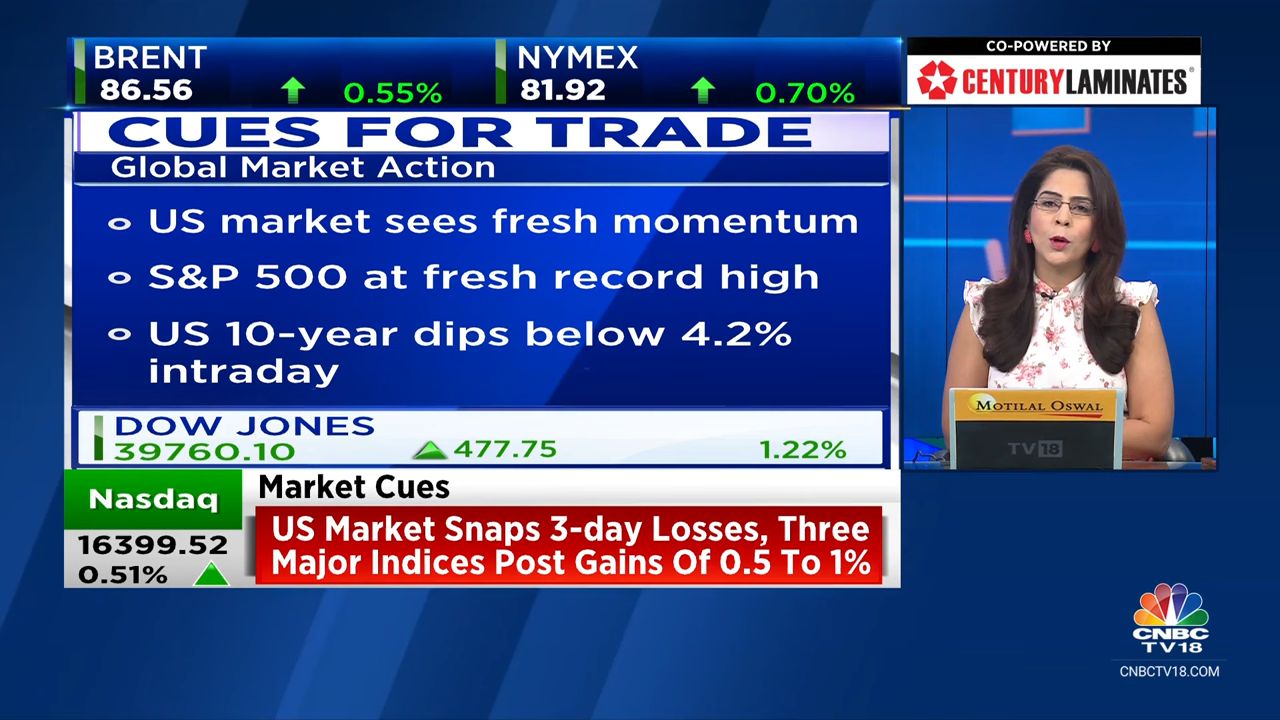 BRENT
86.56 0.55%
NYMEX
81.92 0.70%
CO-POWERED BY
CENTURYLAMINATES®
CUES FOR TRADE
Global Market Action
US market sees fresh momentum
S&P 500 at fresh record high
US 10-year dips below 4.2%
intraday
DOW JONES
39760.10 477.75 1.22%
Nasdaq
16399.52
0.51%
Market Cues
US Market Snaps 3-day Losses, Three
Major Indices Post Gains Of 0.5 To 1%
MOTILAL OSWAL
TV18
CNBC
TV18
CNBCTV18.COM